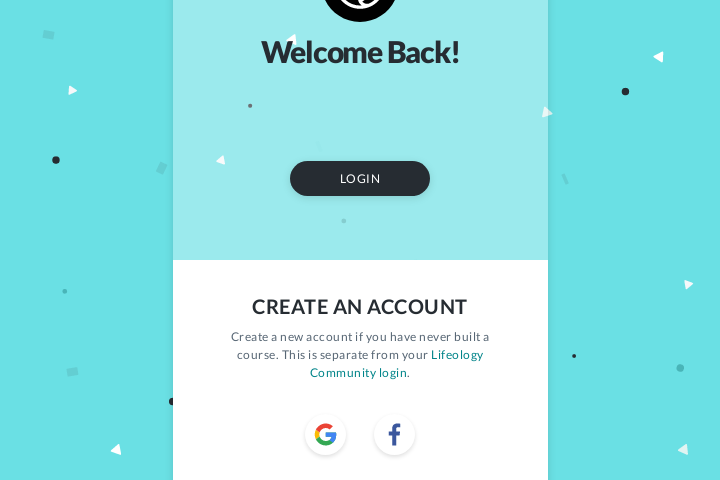 Welcome Back!
LOGIN
CREATE AN ACCOUNT
Create a new account if you have never built a
course. This is separate from your Lifeology
Community login.